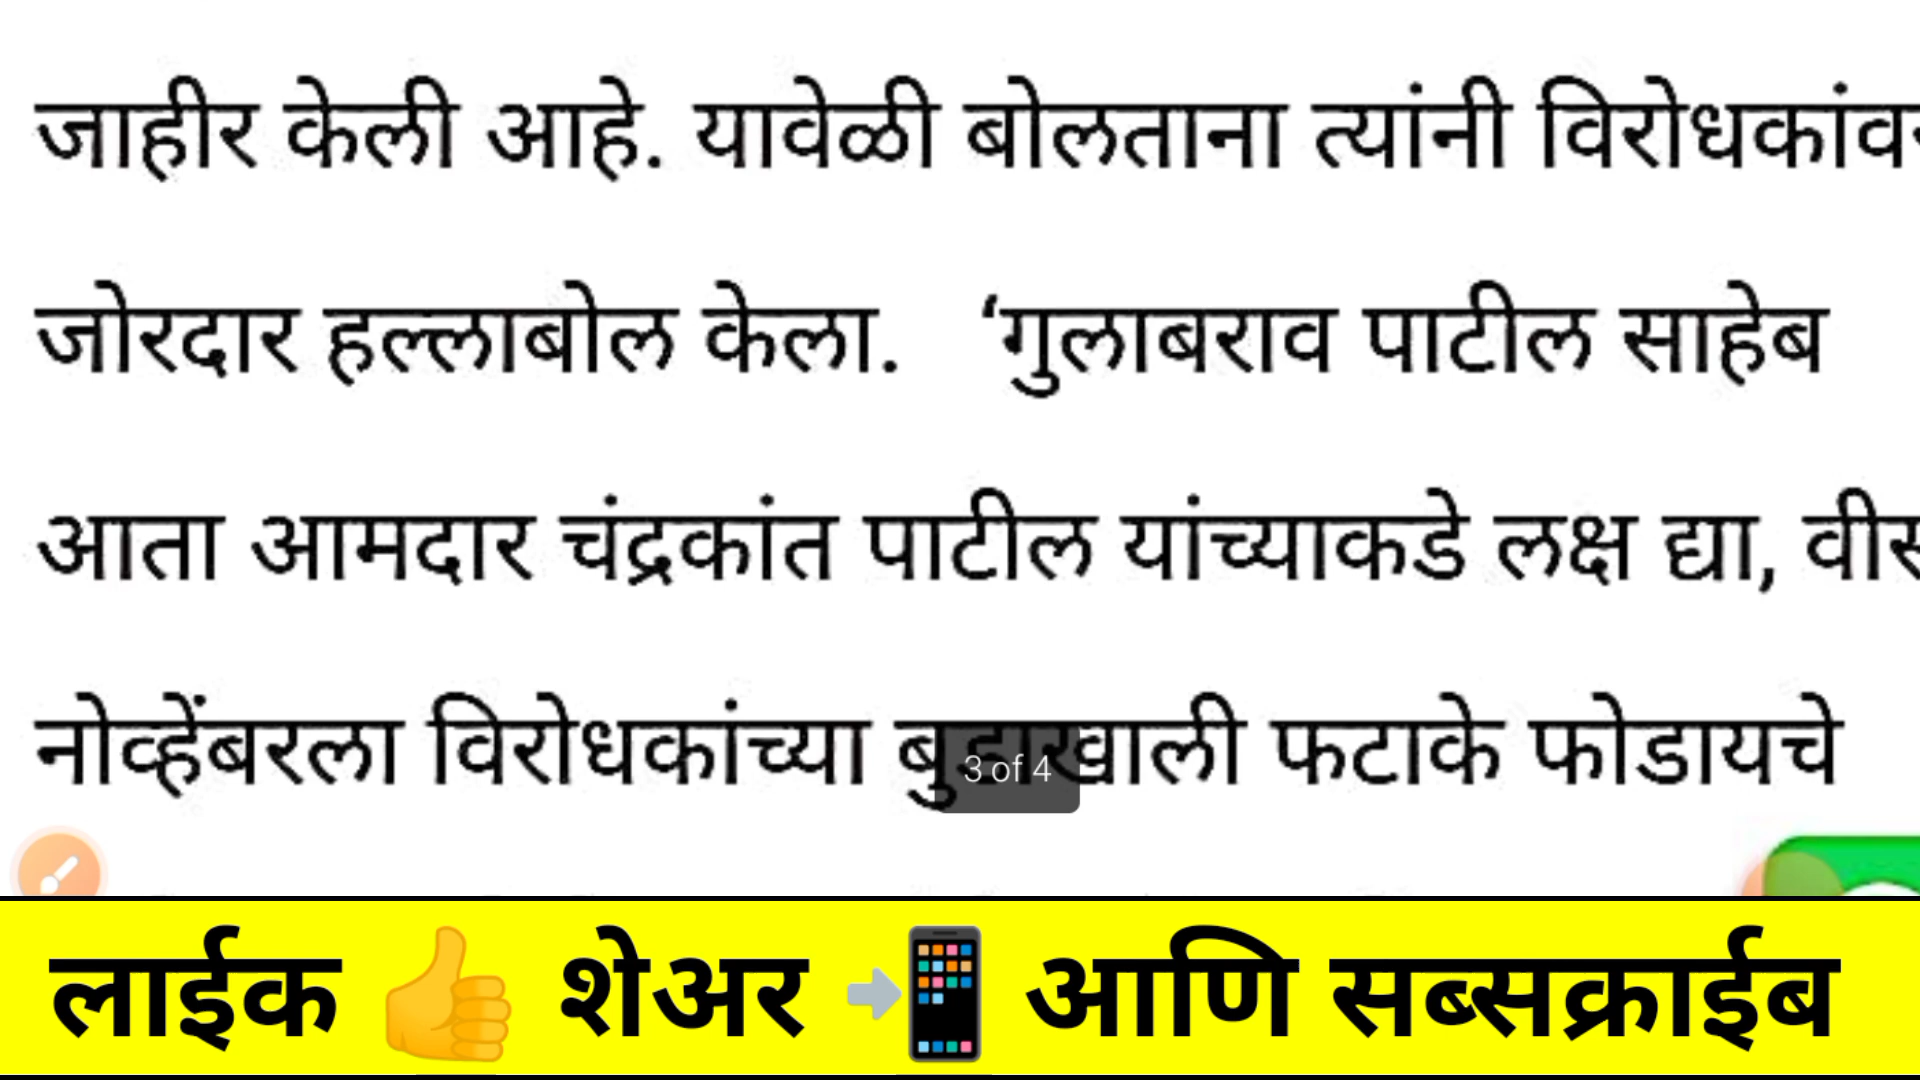 जाहीर केली आहे. यावेळी बोलताना त्यांनी
जोरदार हल्लाबोल केला. ‘गुलाबराव पाटील साहेब
आता आमदार चंद्रकांत पाटील यांच्याकडे लक्ष द्या,
नोव्हेंबरला विरोधकांच्या बुडाखाली फटाके फोडायचे
3 of 4
लाईक 👍 शेअर 📲 आणि सब्सक्राईब